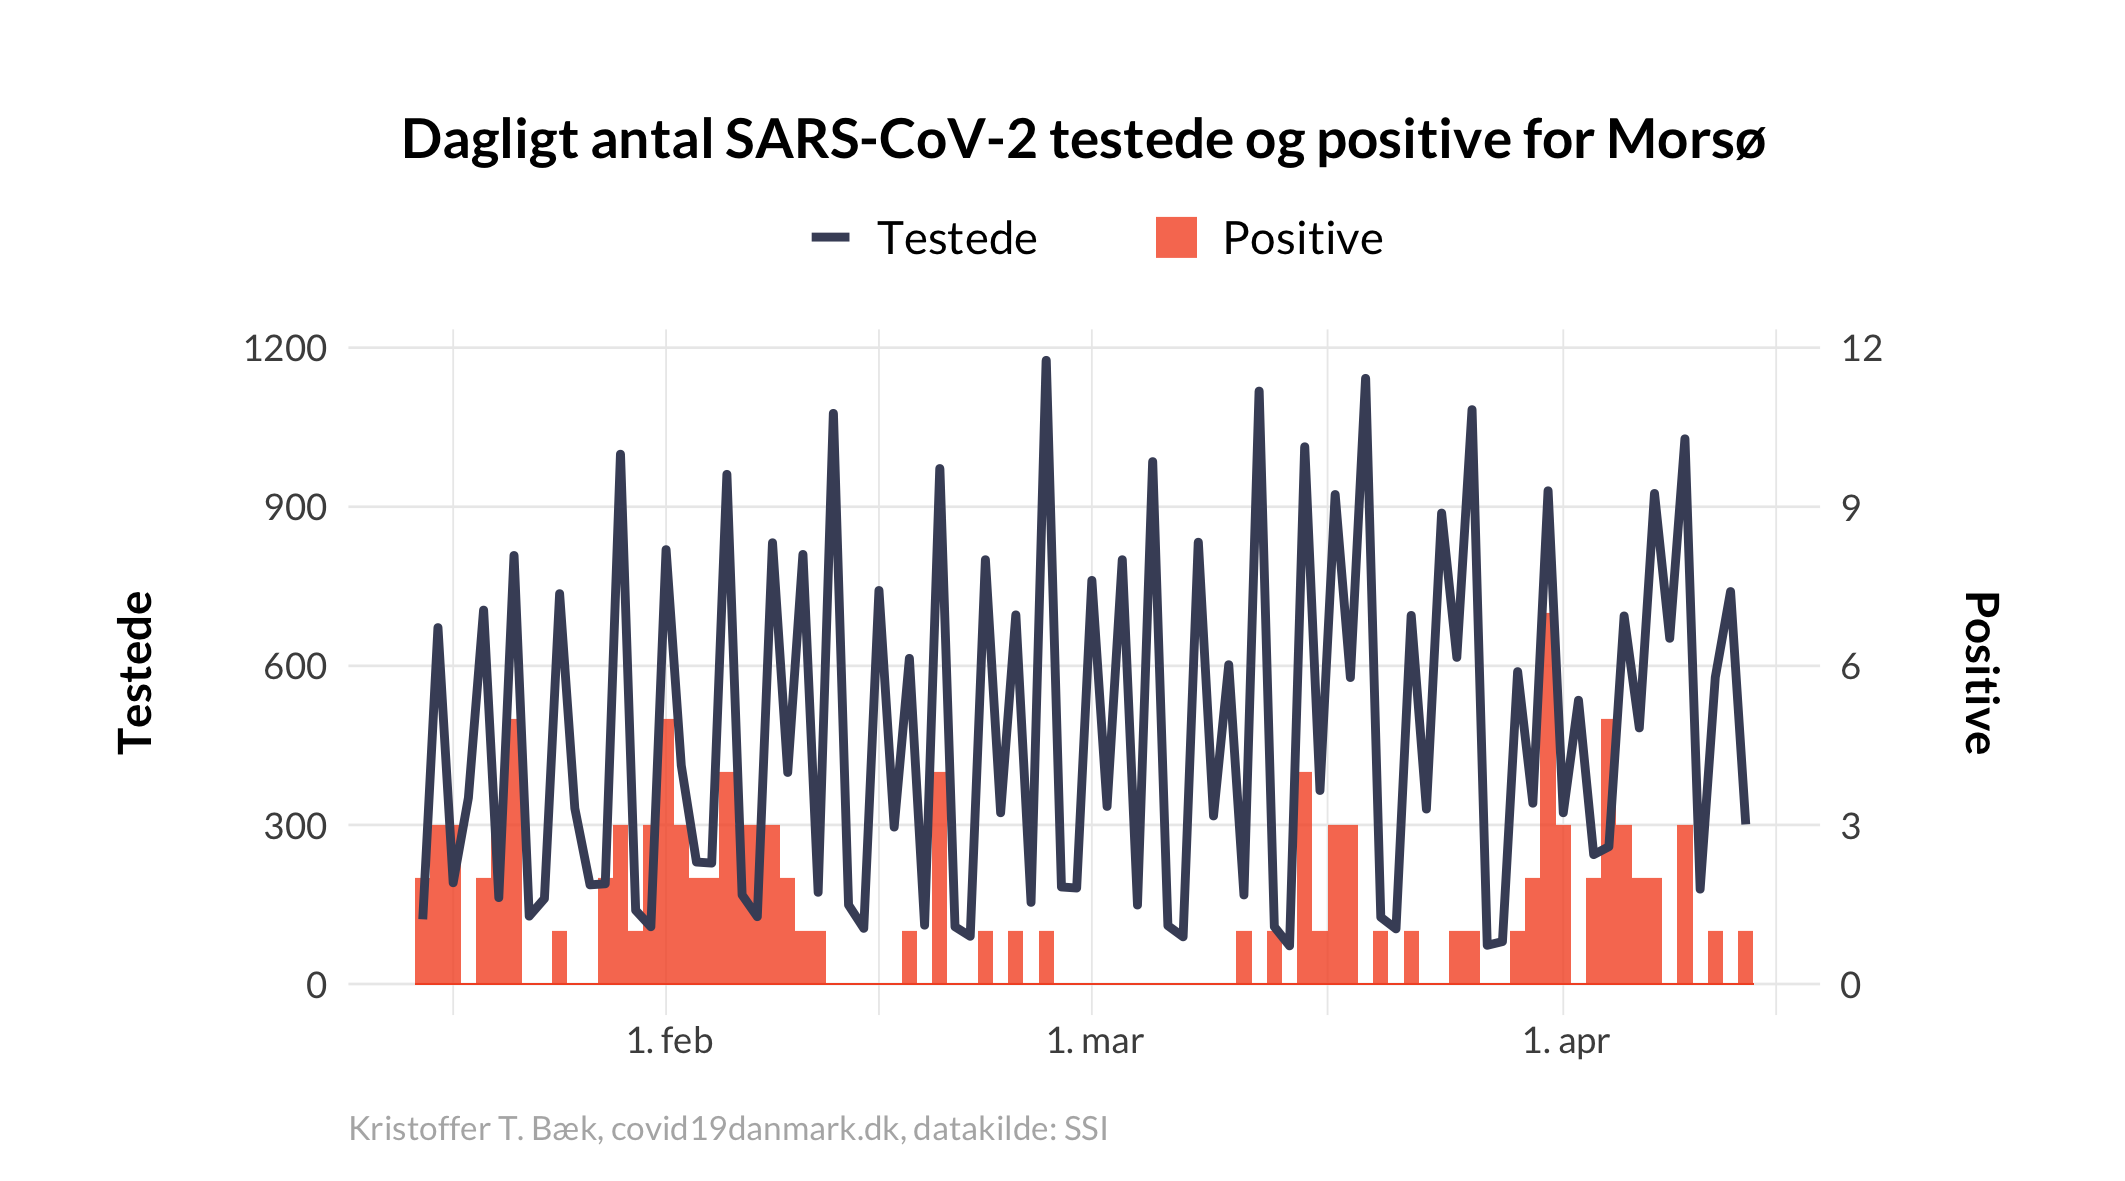 Dagligt antal SARS-CoV-2 testede og positive for Morsø
Testede
Positive
1200
900
600
300
0
Testede
12
9
6
3
0
Positive
1. feb
1. mar
1. apr
Kristoffer T. Bæk, covid19danmark.dk, datakilde: SSI